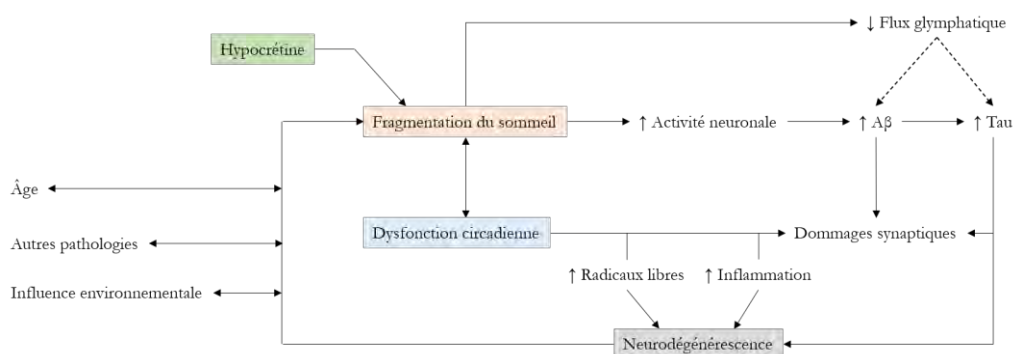 ↓ Flux glymphatique
Hypocrétine
Fragmentation du sommeil
↑ Activité neuronale
↑ Aβ
↑ Tau
Âge
Dysfonction circadienne
Dommages synaptiques
Autres pathologies
↑ Radicaux libres
↑ Inflammation
Influence environnementale
Neurodégénérescence